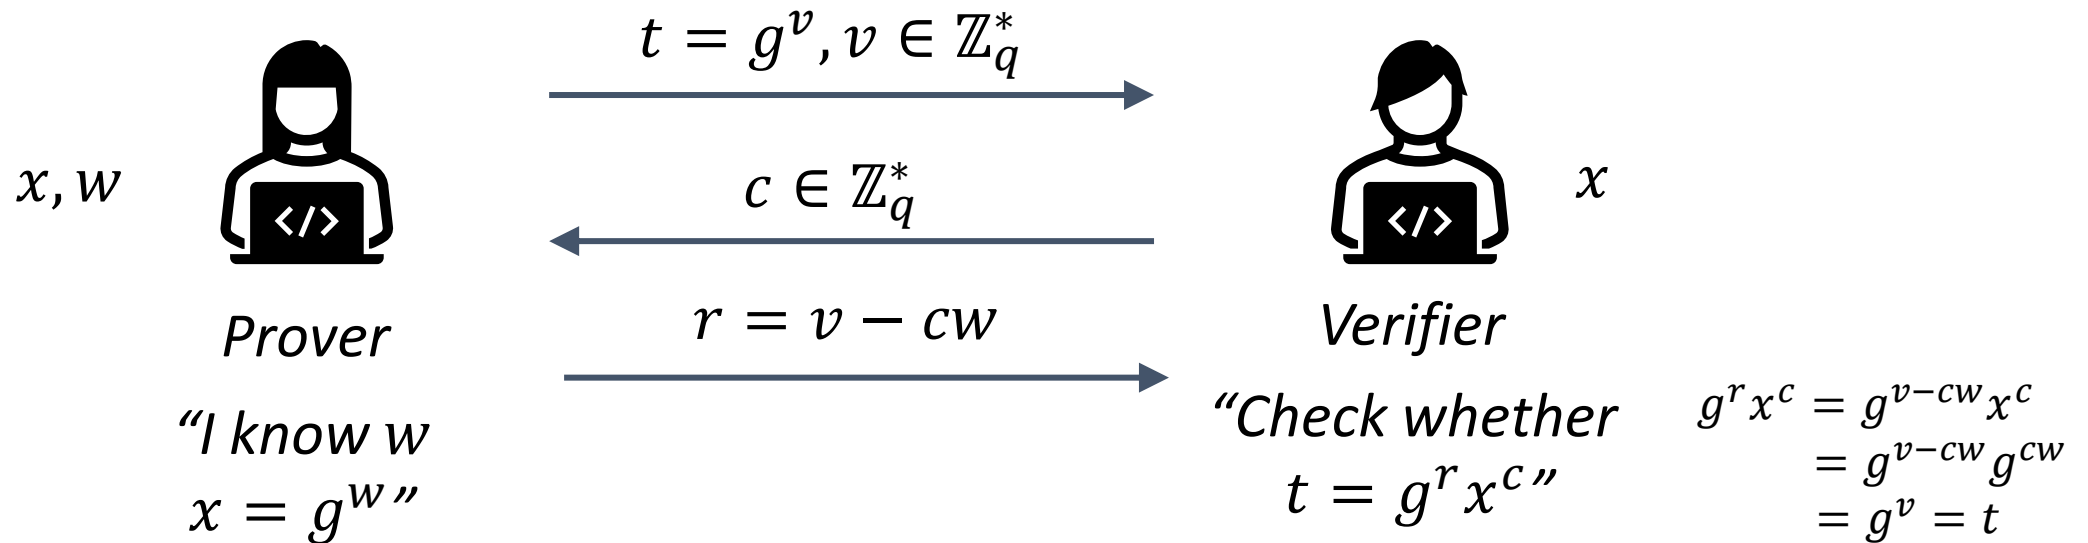 t = g^v, v ∈ ℤ_q^*
x, w
</>
c ∈ ℤ_q^*
</>
x
r = v − cw
Prover
Verifier
“I know w
x = g^w”
“Check whether
t = g^r x^c”
g^r x^c = g^{v−cw} x^c
= g^{v−cw} g^{cw}
= g^v = t